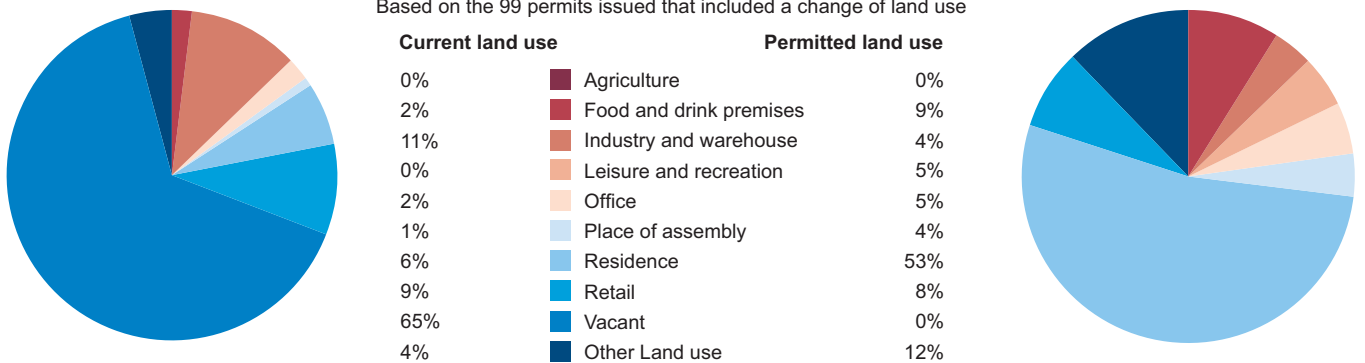 Based on the 99 permits issued that included a change of land use
Current land use Permitted land use
0% Agriculture 0%
2% Food and drink premises 9%
11% Industry and warehouse 4%
0% Leisure and recreation 5%
2% Office 5%
1% Place of assembly 4%
6% Residence 53%
9% Retail 8%
65% Vacant 0%
4% Other Land use 12%